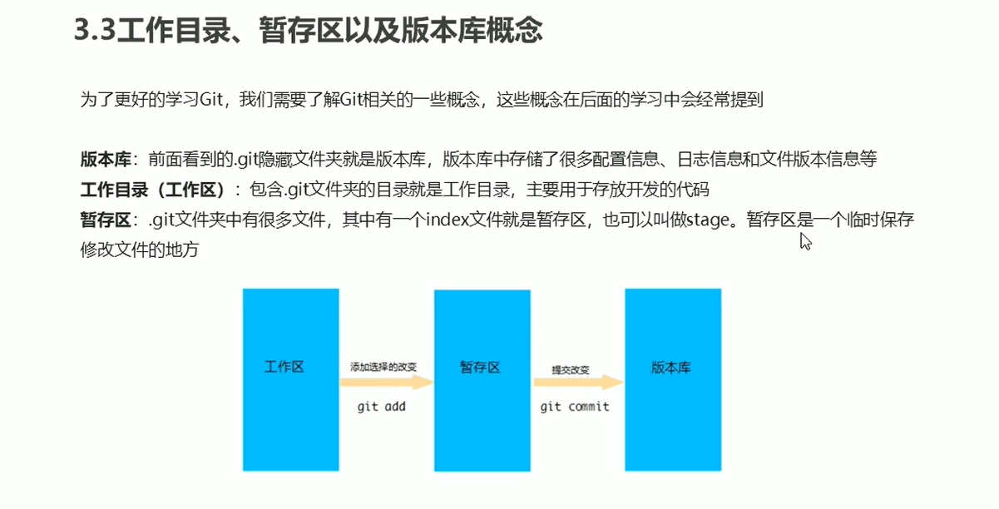 3.3工作目录、暂存区以及版本库概念
为了更好的学习Git，我们需要了解Git相关的一些概念，这些概念在后面的学习中会经常提到
版本库：前面看到的.git隐藏文件夹就是版本库，版本库中存储了很多配置信息、日志信息和文件版本信息等
工作目录（工作区）：包含.git文件夹的目录就是工作目录，主要用于存放开发的代码
暂存区：.git文件夹中有很多文件，其中有一个index文件就是暂存区，也可以叫做stage。暂存区是一个临时保存
修改文件的地方
工作区
添加选择的改变
git add
暂存区
提交改变
git commit
版本库